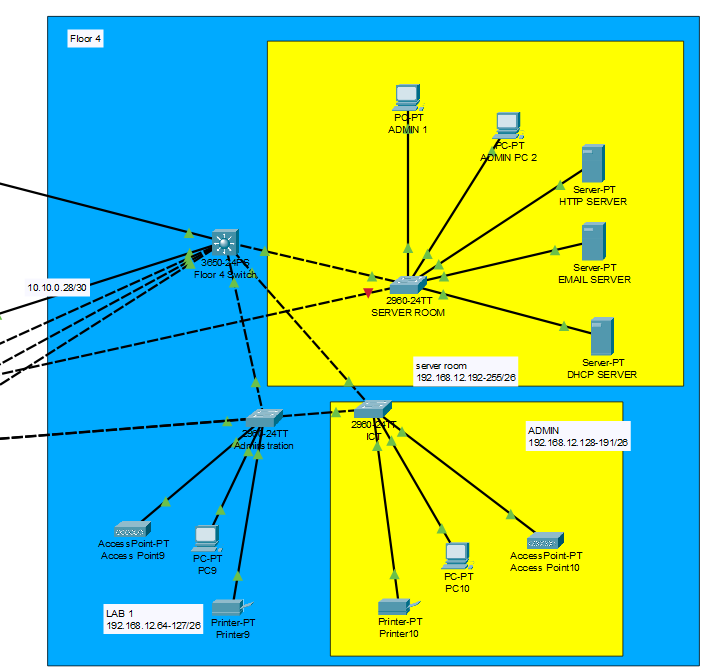 Floor 4
PC-PT
ADMIN 1
PC-PT
ADMIN PC 2
Server-PT
HTTP SERVER
3650-24PS
Floor 4 Switch
Server-PT
EMAIL SERVER
10.10.0.28/30
2960-24TT
SERVER ROOM
Server-PT
DHCP SERVER
server room
192.168.12.192-255/26
2960-24TT
Adminstration
2960-24TT
ICT
ADMIN
192.168.12.128-191/26
AccessPoint-PT
Access Point9
PC-PT
PC9
AccessPoint-PT
Access Point10
PC-PT
PC10
LAB 1
192.168.12.64-127/26
Printer-PT
Printer9
Printer-PT
Printer10